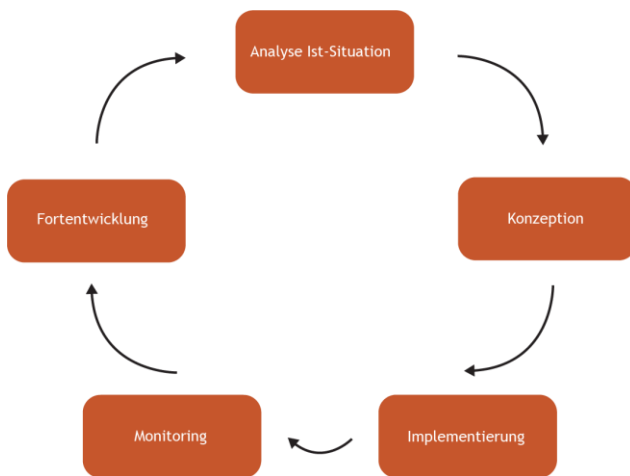 Analyse Ist-Situation
Konzeption
Implementierung
Monitoring
Fortentwicklung